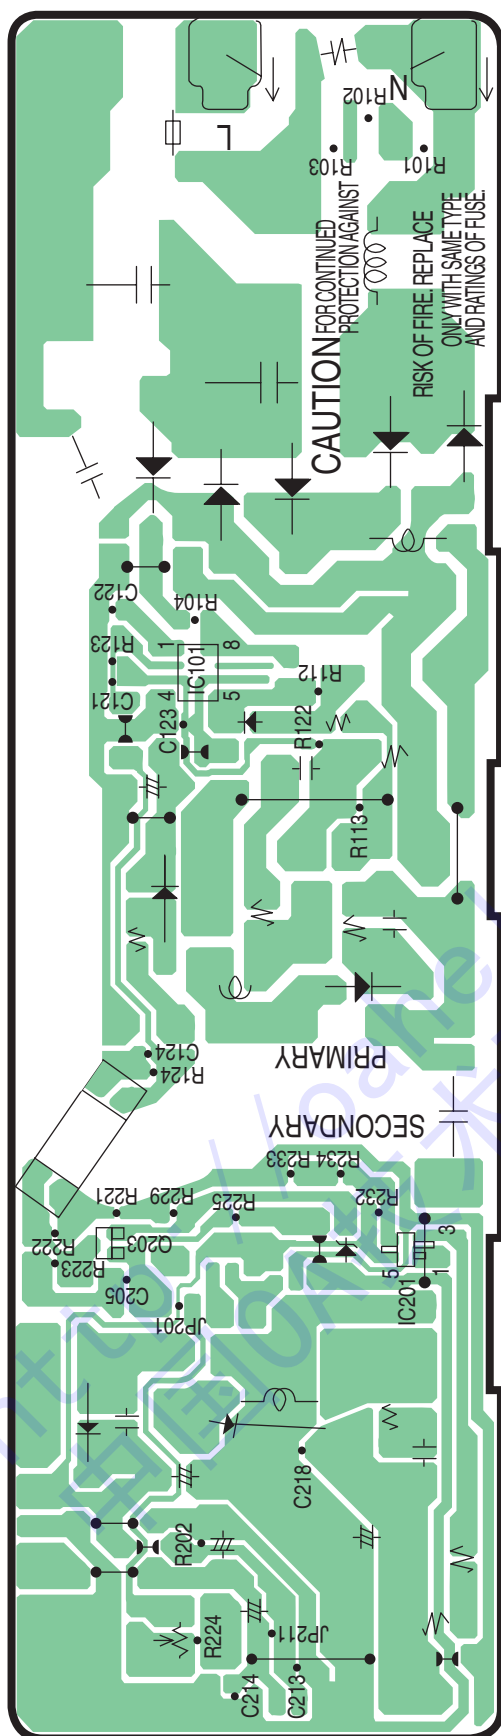 L
N
R102
R103
R101
CAUTION
FOR CONTINUED
PROTECTION AGAINST
RISK OF FIRE. REPLACE
ONLY WITH SAME TYPE
AND RATINGS OF FUSE.
C122
R104
R123
C121
1
8
IC101
4
5
C123
R112
R122
R113
C124
R124
PRIMARY
SECONDARY
R233
R234
R221
R229
R225
R232
R222
R223
Q203
C205
JP201
5
3
1
IC201
C218
R202
R224
JP211
C214
C213